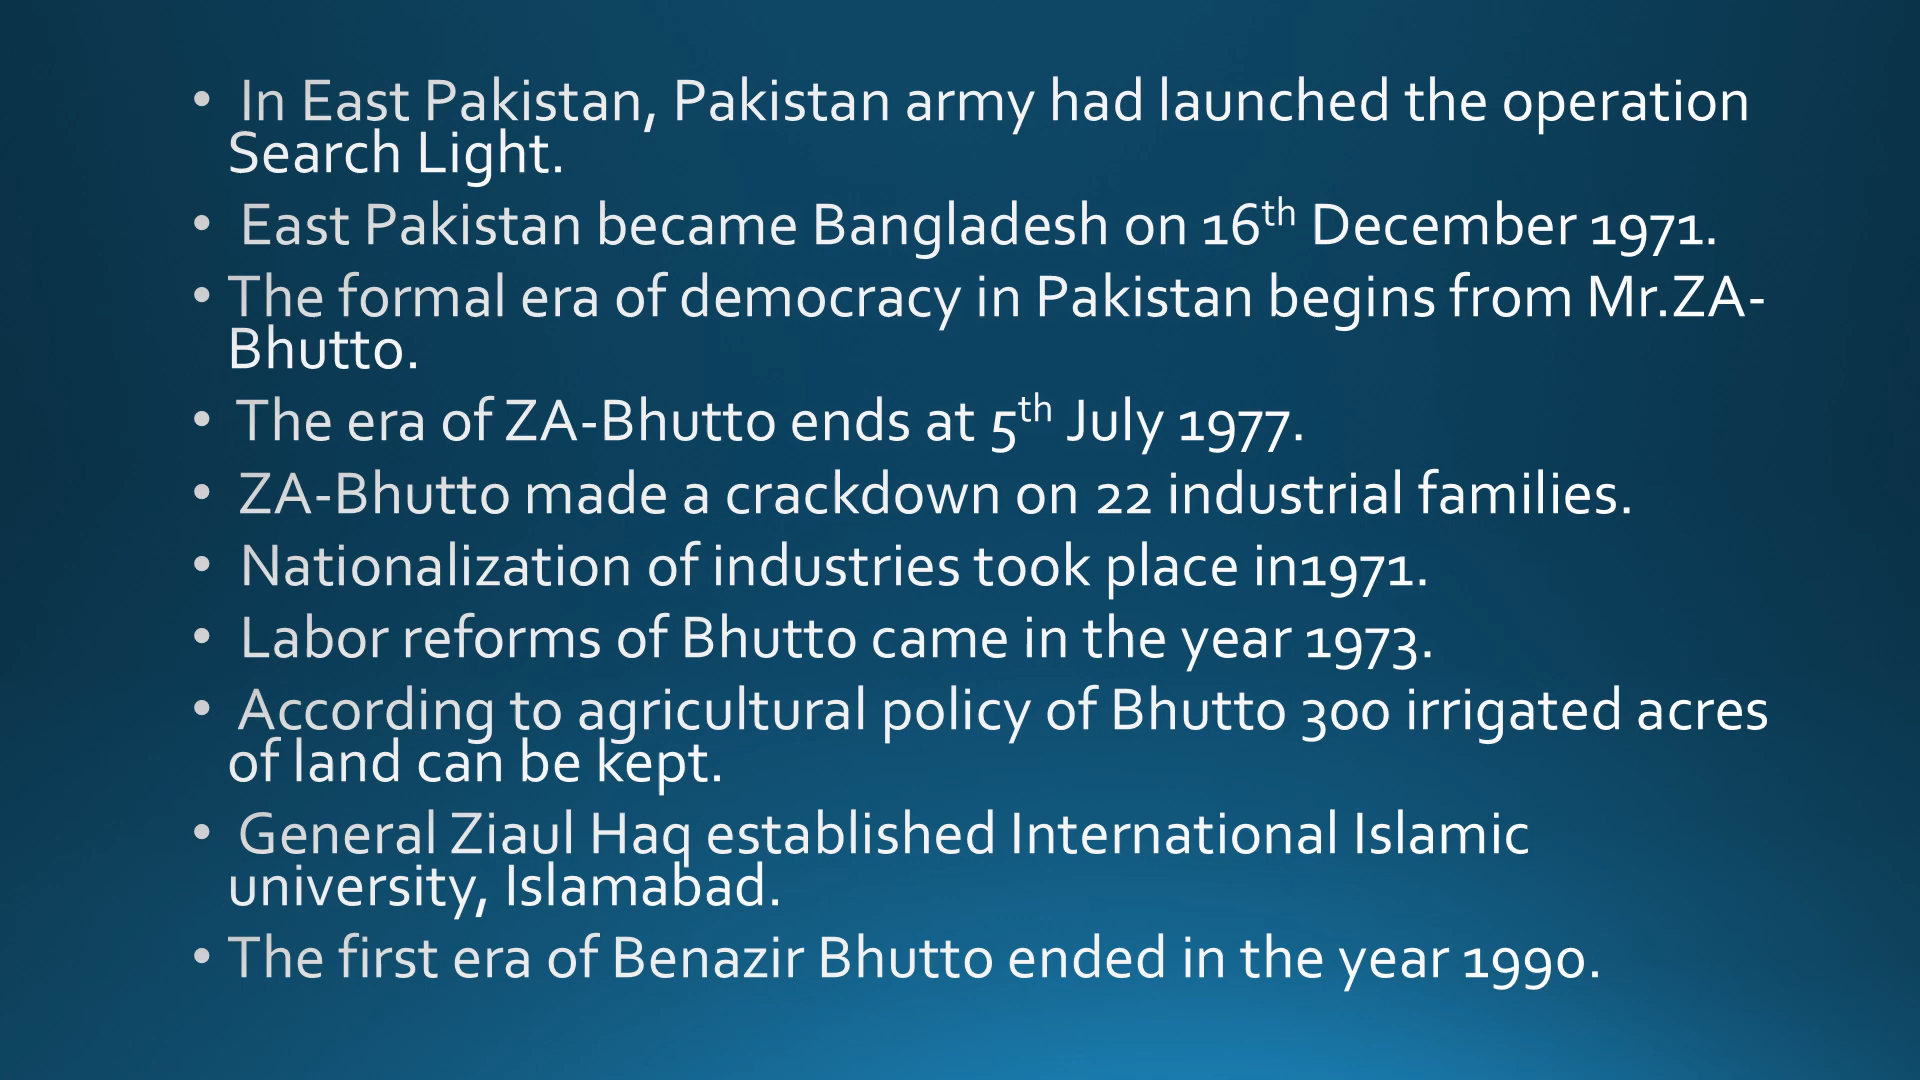 • In East Pakistan, Pakistan army had launched the operation
Search Light.
• East Pakistan became Bangladesh on 16th December 1971.
• The formal era of democracy in Pakistan begins from Mr.ZA-
Bhutto.
• The era of ZA-Bhutto ends at 5th July 1977.
• ZA-Bhutto made a crackdown on 22 industrial families.
• Nationalization of industries took place in1971.
• Labor reforms of Bhutto came in the year 1973.
• According to agricultural policy of Bhutto 300 irrigated acres
of land can be kept.
• General Ziaul Haq established International Islamic
university, Islamabad.
• The first era of Benazir Bhutto ended in the year 1990.